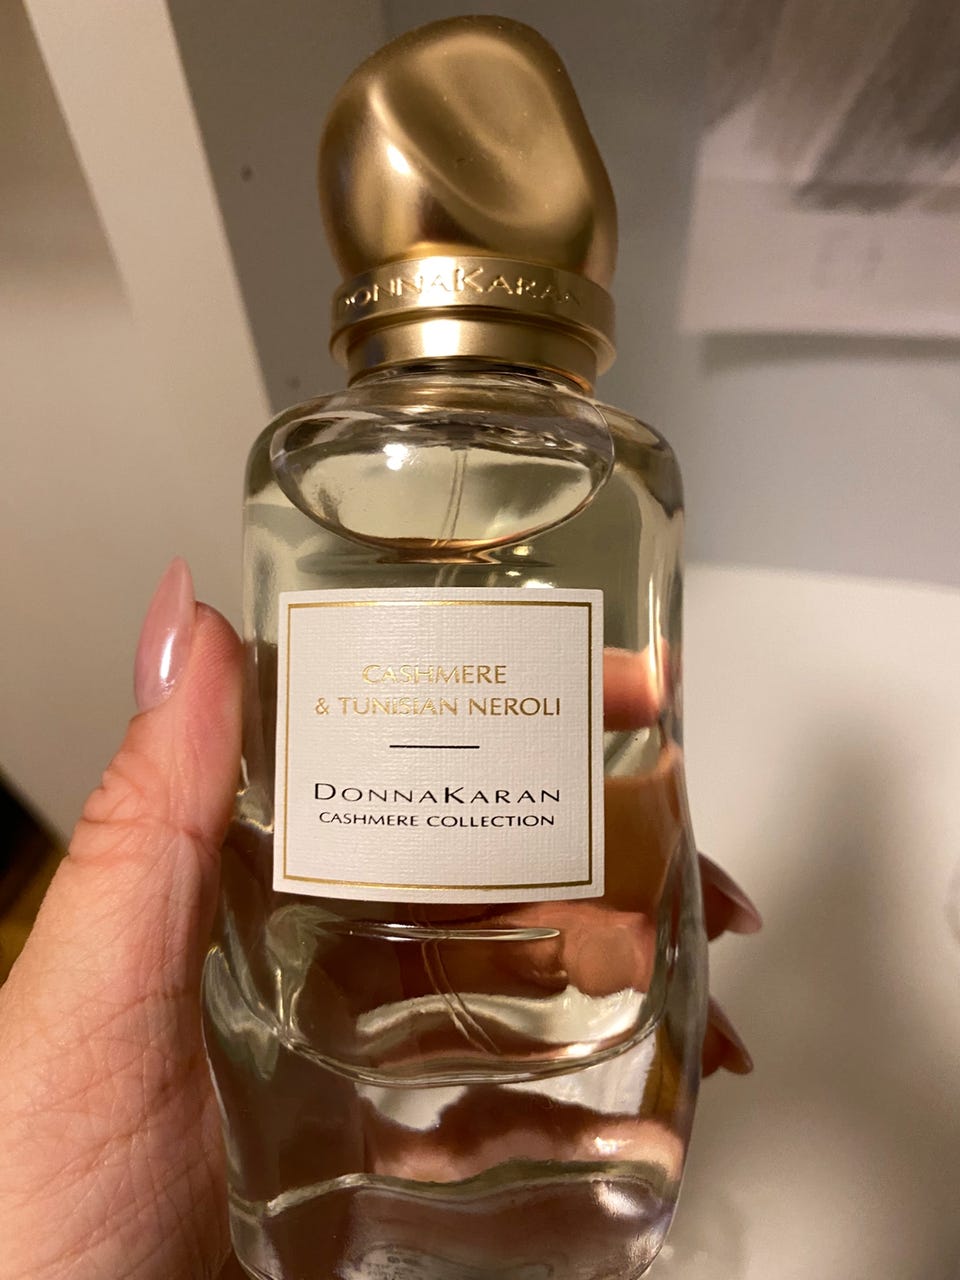 DONNAKARAN
CASHMERE
& TUNISIAN NEROLI
DONNAKARAN
CASHMERE COLLECTION